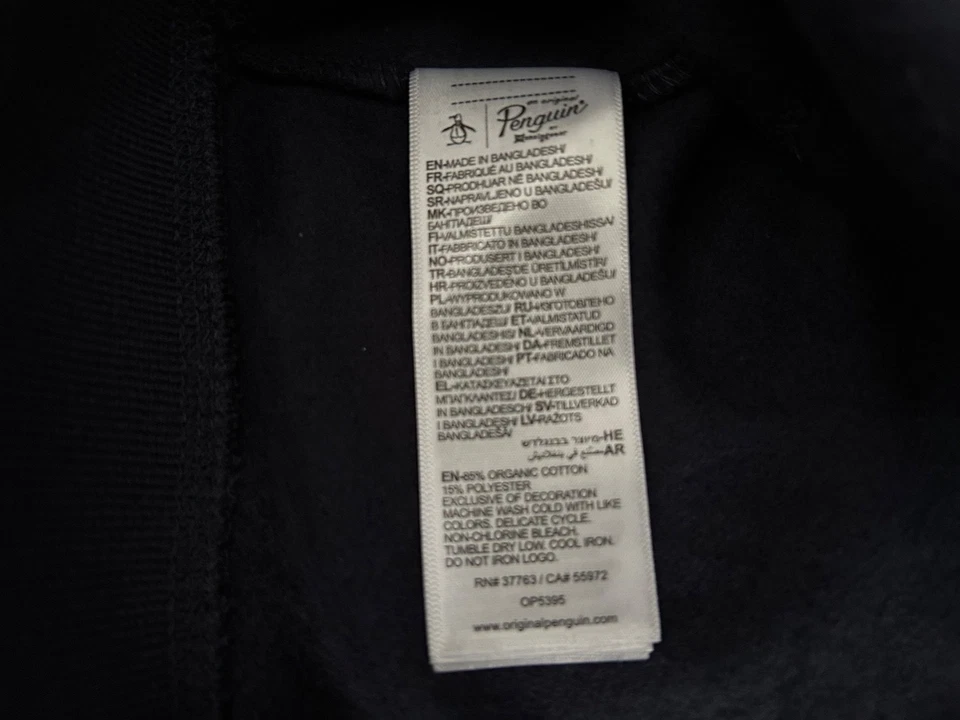 an original
Penguin
BY
Munsingwear
EN-MADE IN BANGLADESH/
FR-FABRIQUÉ AU BANGLADESH/
SQ-PRODHUAR NË BANGLADESH/
SR-NAPRAVLJENO U BANGLADEŠU/
MK-ПРОИЗВЕДЕНО ВО
БАНГЛАДЕШ/
FI-VALMISTETTU BANGLADESHISSA/
IT-FABBRICATO IN BANGLADESH/
NO-PRODUSERT I BANGLADESH/
TR-BANGLADEŞ'DE ÜRETİLMİŞTİR/
HR-PROIZVEDENO U BANGLADEŠU/
PL-WYPRODUKOWANO W
BANGLADESZU/ RU-ИЗГОТОВЛЕНО
В БАНГЛАДЕШ/ ET-VALMISTATUD
BANGLADESHIS/ NL-VERVAARDIGD
IN BANGLADESH/ DA-FREMSTILLET
I BANGLADESH/ PT-FABRICADO NA
BANGLADESH/
EL-ΚΑΤΑΣΚΕΥΑΖΕΤΑΙ ΣΤΟ
ΜΠΑΓΚΛΑΝΤΕΣ/ DE-HERGESTELLT
IN BANGLADESCH/ SV-TILLVERKAD
I BANGLADESH/ LV-RAŽOTS
BANGLADEŠĀ/
HE-מיוצר בבנגלדש
AR-صنع في بنغلاديش
EN-85% ORGANIC COTTON
15% POLYESTER
EXCLUSIVE OF DECORATION
MACHINE WASH COLD WITH LIKE
COLORS. DELICATE CYCLE.
NON-CHLORINE BLEACH.
TUMBLE DRY LOW. COOL IRON.
DO NOT IRON LOGO.
RN# 37763 / CA# 55972
OP5395
www.originalpenguin.com